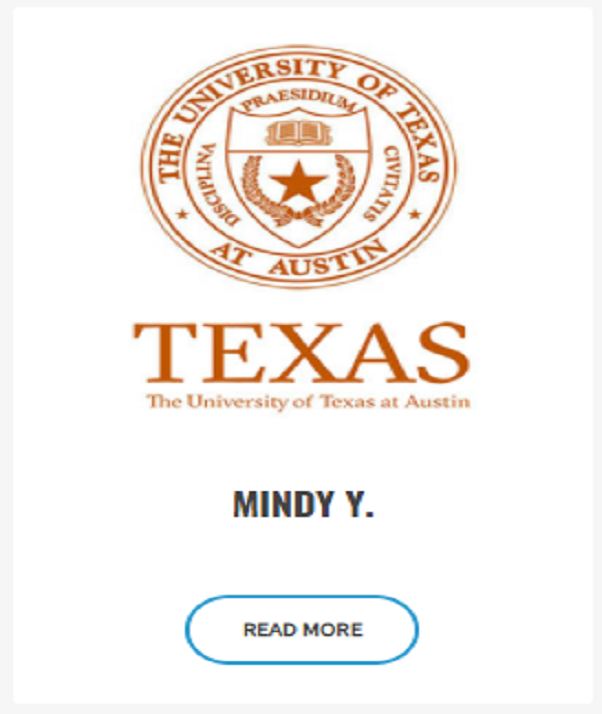 THE UNIVERSITY OF TEXAS
PRAESIDIUM
DISCIPLINA
CIVITATIS
AT AUSTIN
TEXAS
The University of Texas at Austin
MINDY Y.
READ MORE